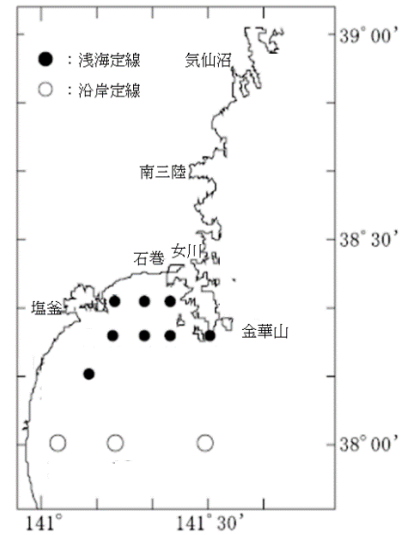 39° 00′
● ：浅海定線
気仙沼
○ ：沿岸定線
南三陸
38° 30′
女川
石巻
塩釜
金華山
38° 00′
141°
141° 30′